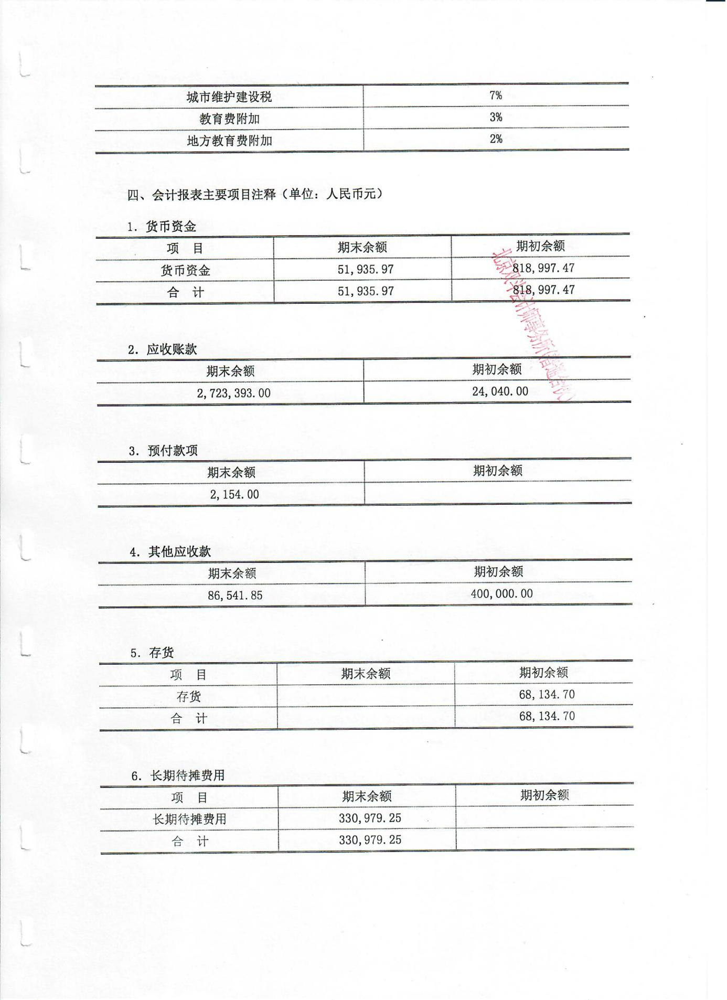 城市维护建设税 7%
教育费附加 3%
地方教育费附加 2%
四、会计报表主要项目注释（单位：人民币元）
1. 货币资金
项 目 期末余额 期初余额
货币资金 51,935.97 818,997.47
合 计 51,935.97 818,997.47
2. 应收账款
期末余额 期初余额
2,723,393.00 24,040.00
3. 预付款项
期末余额 期初余额
2,154.00
4. 其他应收款
期末余额 期初余额
86,541.85 400,000.00
5. 存货
项 目 期末余额 期初余额
存货 68,134.70
合 计 68,134.70
6. 长期待摊费用
项 目 期末余额 期初余额
长期待摊费用 330,979.25
合 计 330,979.25
会计师事务所(普通合伙)